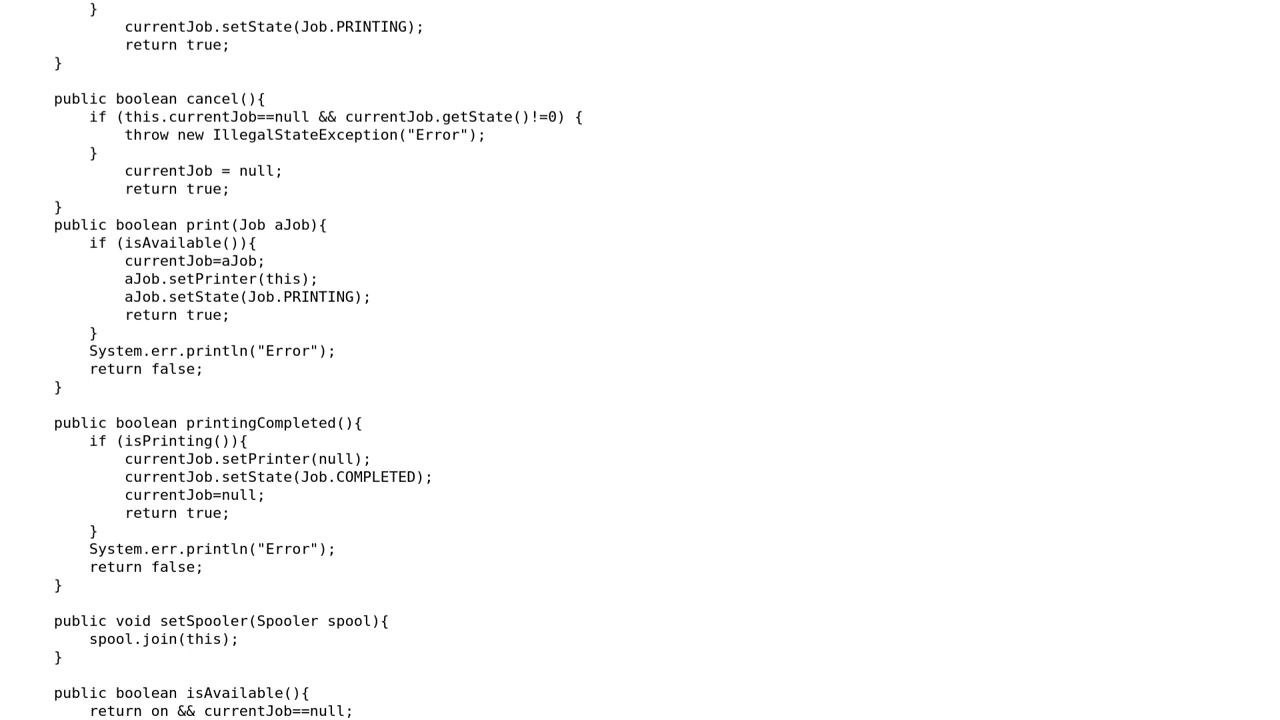 }
currentJob.setState(Job.PRINTING);
return true;
}
public boolean cancel(){
if (this.currentJob==null && currentJob.getState()!=0) {
throw new IllegalStateException("Error");
}
currentJob = null;
return true;
}
public boolean print(Job aJob){
if (isAvailable()){
currentJob=aJob;
aJob.setPrinter(this);
aJob.setState(Job.PRINTING);
return true;
}
System.err.println("Error");
return false;
}
public boolean printingCompleted(){
if (isPrinting()){
currentJob.setPrinter(null);
currentJob.setState(Job.COMPLETED);
currentJob=null;
return true;
}
System.err.println("Error");
return false;
}
public void setSpooler(Spooler spool){
spool.join(this);
}
public boolean isAvailable(){
return on && currentJob==null;